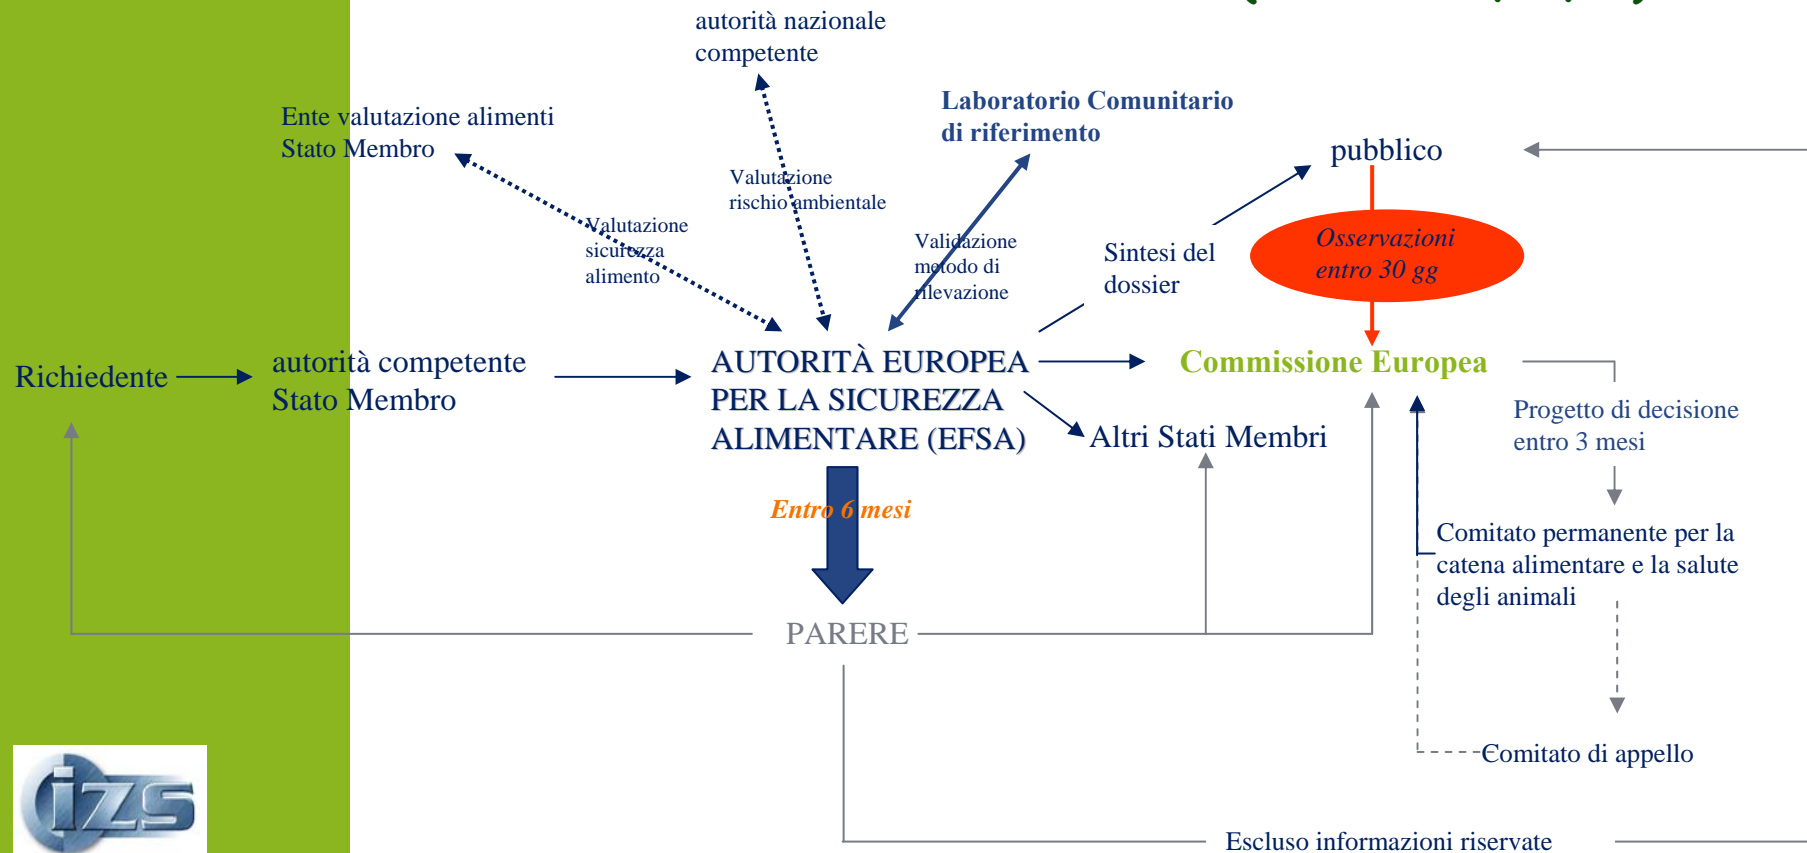 autorità nazionale
competente
Ente valutazione alimenti
Stato Membro
Laboratorio Comunitario
di riferimento
pubblico
Valutazione
rischio ambientale
Valutazione
sicurezza
alimento
Validazione
metodo di
rilevazione
Sintesi del
dossier
Osservazioni
entro 30 gg
Richiedente
autorità competente
Stato Membro
AUTORITÀ EUROPEA
PER LA SICUREZZA
ALIMENTARE (EFSA)
Commissione Europea
Altri Stati Membri
Progetto di decisione
entro 3 mesi
Entro 6 mesi
Comitato permanente per la
catena alimentare e la salute
degli animali
PARERE
Comitato di appello
Escluso informazioni riservate
izs